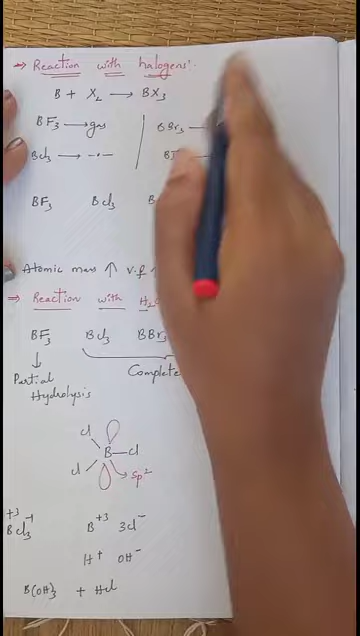 → Reaction with halogens:
B + X₂ → BX₃
BF₃ → gas
BBr₃ —
BCl₃ → —"—
BF₃ BCl₃
Atomic mass ↑ v.f
→ Reaction with H₂
BF₃ BCl₃ BBr₃
↓
Partial Hydrolysis
Complete
Cl
B—Cl
Cl
→ Sp²
+3 -1
BCl₃
B⁺³ 3Cl⁻
H⁺ OH⁻
B(OH)₃ + HCl